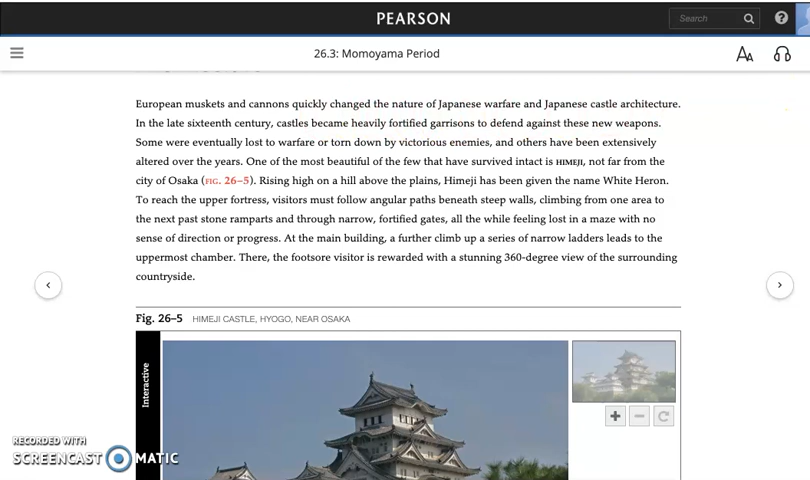 PEARSON
Search
?
26.3: Momoyama Period
AA
European muskets and cannons quickly changed the nature of Japanese warfare and Japanese castle architecture.
In the late sixteenth century, castles became heavily fortified garrisons to defend against these new weapons.
Some were eventually lost to warfare or torn down by victorious enemies, and others have been extensively
altered over the years. One of the most beautiful of the few that have survived intact is HIMEJI, not far from the
city of Osaka (FIG. 26–5). Rising high on a hill above the plains, Himeji has been given the name White Heron.
To reach the upper fortress, visitors must follow angular paths beneath steep walls, climbing from one area to
the next past stone ramparts and through narrow, fortified gates, all the while feeling lost in a maze with no
sense of direction or progress. At the main building, a further climb up a series of narrow ladders leads to the
uppermost chamber. There, the footsore visitor is rewarded with a stunning 360-degree view of the surrounding
countryside.
Fig. 26–5 HIMEJI CASTLE, HYOGO, NEAR OSAKA
Interactive
RECORDED WITH
SCREENCAST MATIC